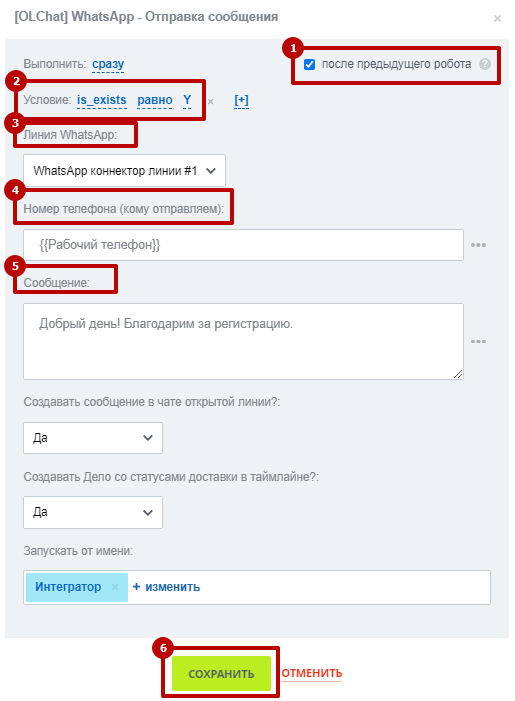 [OLChat] WhatsApp - Отправка сообщения ×
1
Выполнить: сразу после предыдущего робота ?
2
Условие: is_exists равно Y × [+]
3
Линия WhatsApp:
WhatsApp коннектор линии #1
4
Номер телефона (кому отправляем):
{{Рабочий телефон}}
5
Сообщение:
Добрый день! Благодарим за регистрацию.
Создавать сообщение в чате открытой линии?:
Да
Создавать Дело со статусами доставки в таймлайне?:
Да
Запускать от имени:
Интегратор × + изменить
6
СОХРАНИТЬ ОТМЕНИТЬ